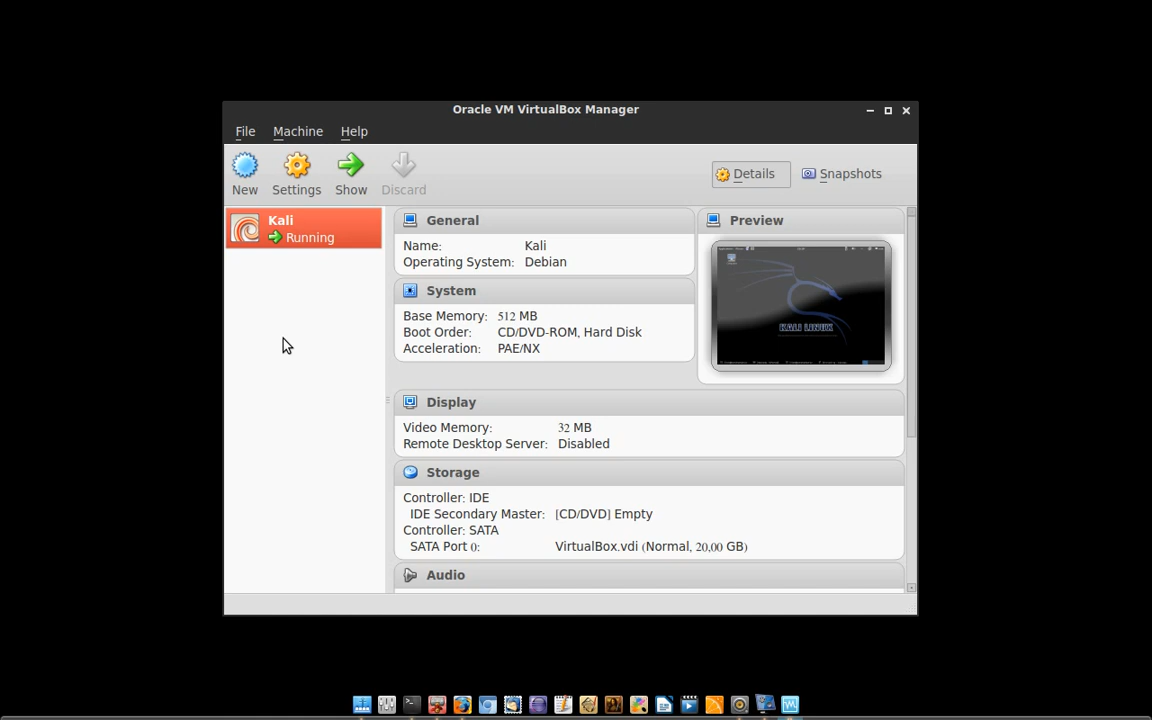 Oracle VM VirtualBox Manager
File Machine Help
New Settings Show Discard Details Snapshots
Kali
Running
General
Name: Kali
Operating System: Debian
System
Base Memory: 512 MB
Boot Order: CD/DVD-ROM, Hard Disk
Acceleration: PAE/NX
Preview
KALI LINUX
Display
Video Memory: 32 MB
Remote Desktop Server: Disabled
Storage
Controller: IDE
IDE Secondary Master: [CD/DVD] Empty
Controller: SATA
SATA Port 0: VirtualBox.vdi (Normal, 20,00 GB)
Audio